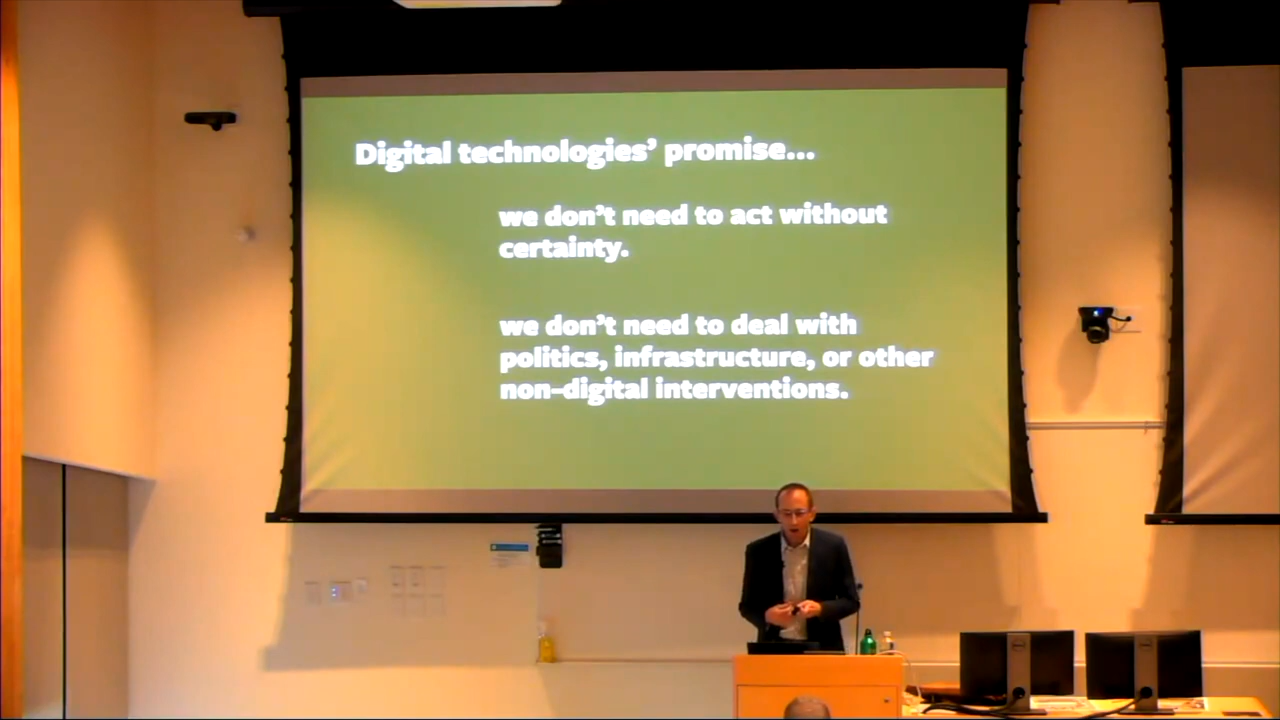 Digital technologies' promise...
we don't need to act without
certainty.
we don't need to deal with
politics, infrastructure, or other
non-digital interventions.